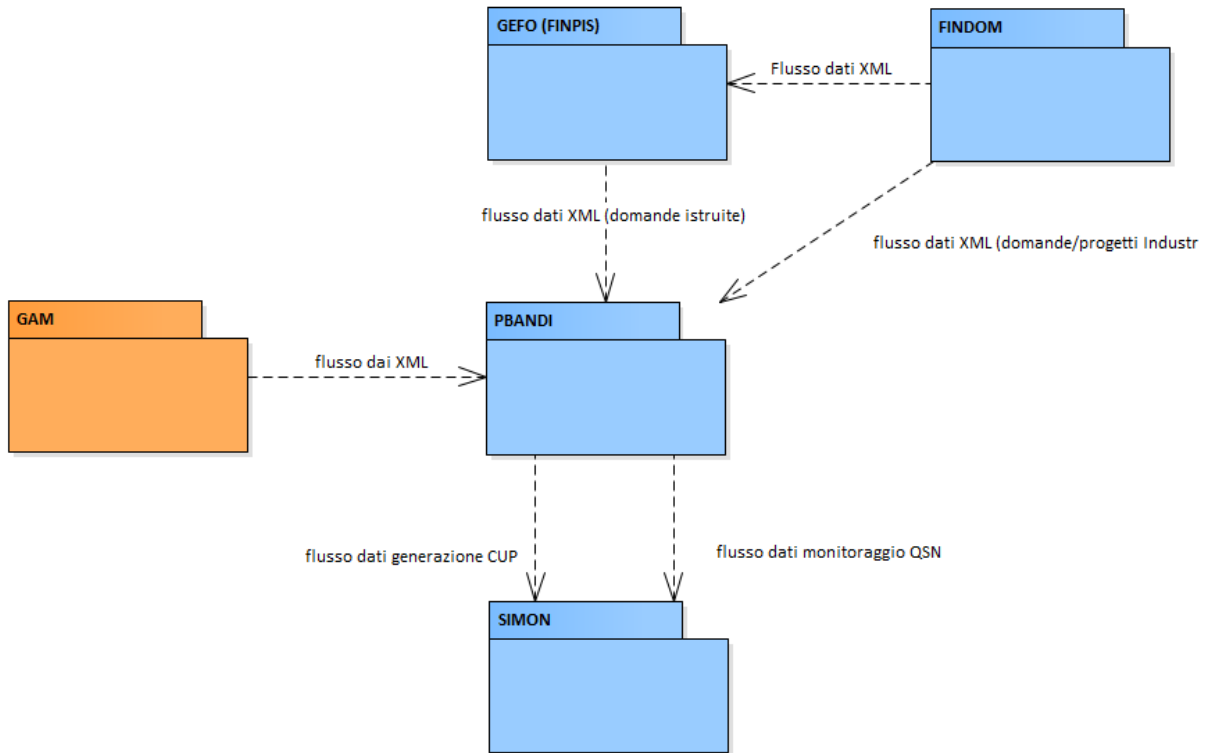 GEFO (FINPIS)
FINDOM
Flusso dati XML
flusso dati XML (domande istruite)
flusso dati XML (domande/progetti Industr
GAM
PBANDI
flusso dai XML
flusso dati generazione CUP
flusso dati monitoraggio QSN
SIMON